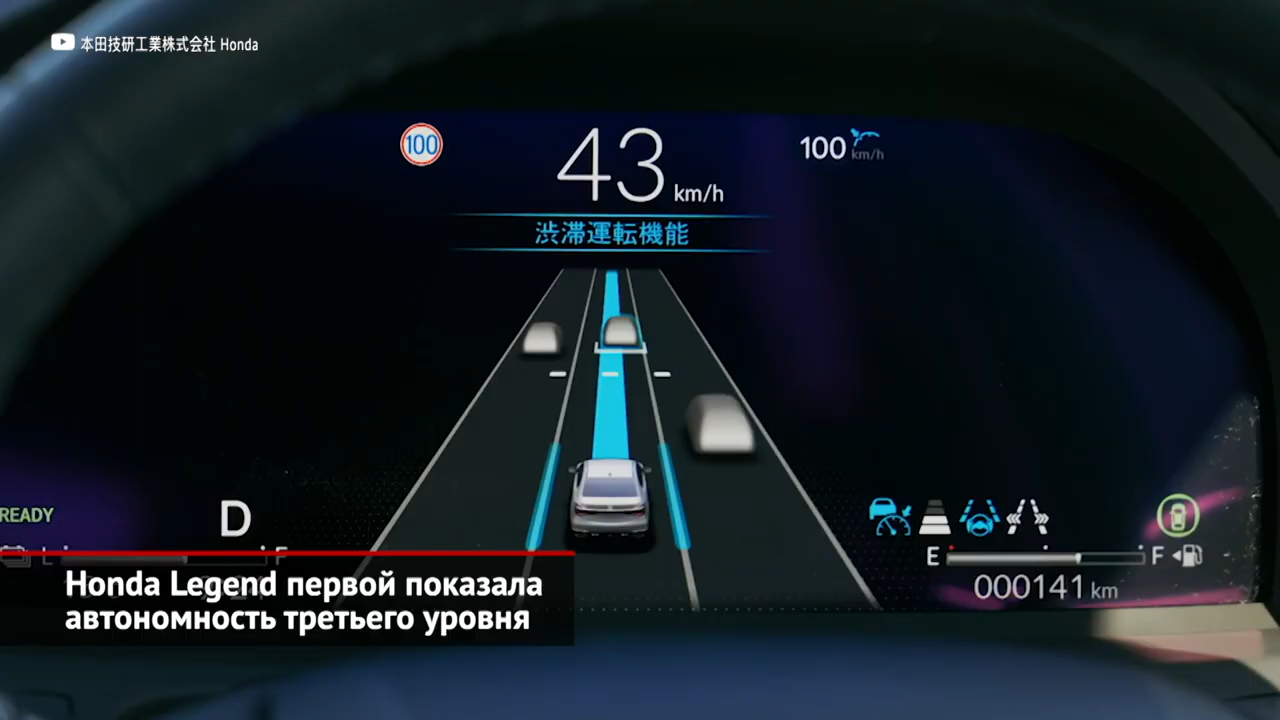 本田技研工業株式会社 Honda
100
43 km/h
100 km/h
渋滞運転機能
READY
D
L F
E F
000141 km
Honda Legend первой показала
автономность третьего уровня